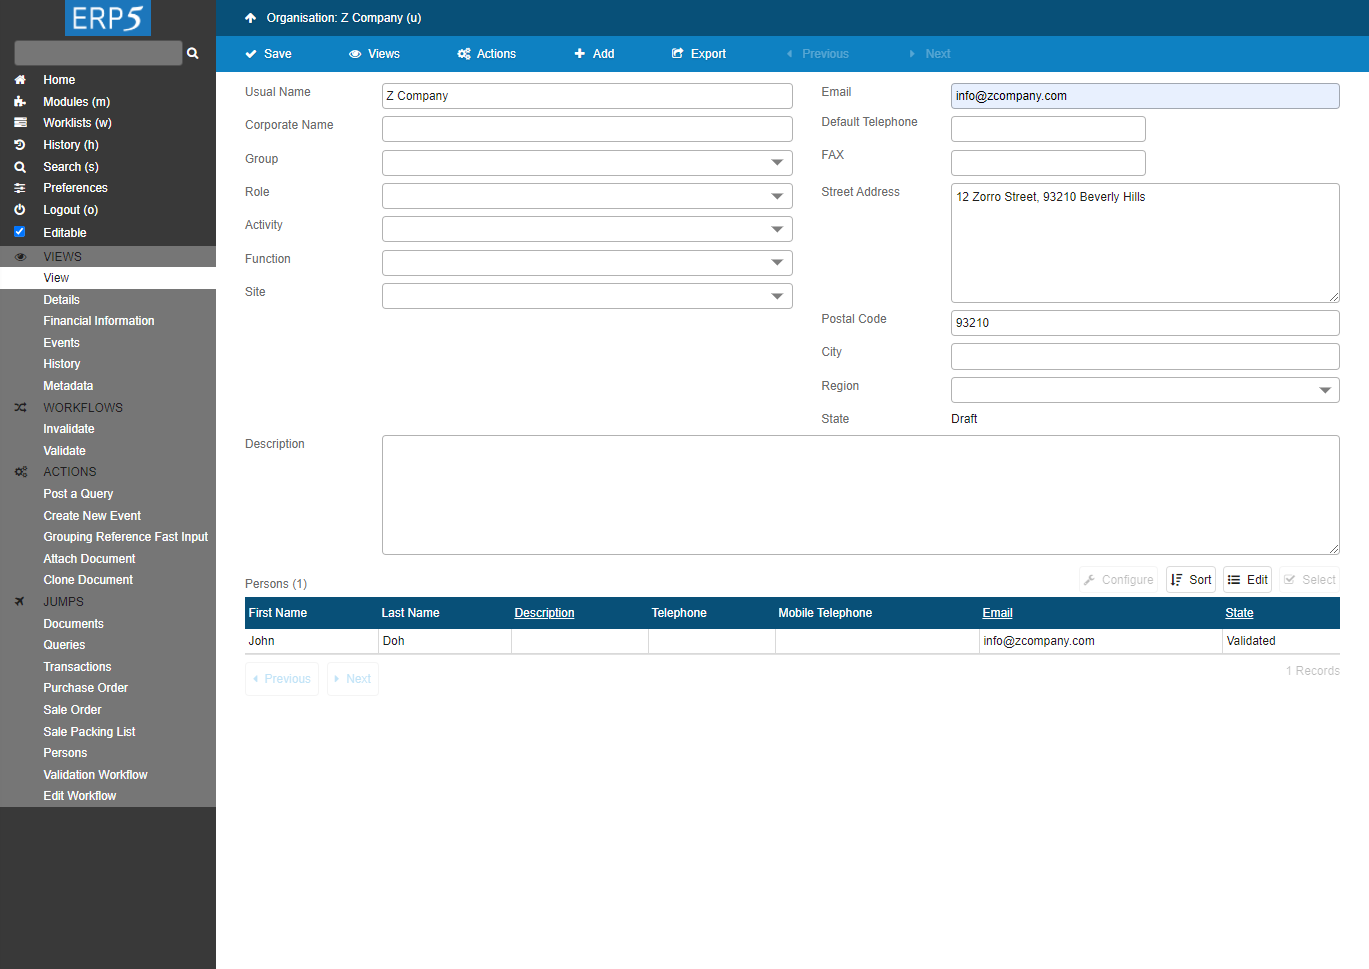 ERP5
Home
Modules (m)
Worklists (w)
History (h)
Search (s)
Preferences
Logout (o)
Editable
VIEWS
View
Details
Financial Information
Events
History
Metadata
WORKFLOWS
Invalidate
Validate
ACTIONS
Post a Query
Create New Event
Grouping Reference Fast Input
Attach Document
Clone Document
JUMPS
Documents
Queries
Transactions
Purchase Order
Sale Order
Sale Packing List
Persons
Validation Workflow
Edit Workflow
Organisation: Z Company (u)
Save Views Actions Add Export Previous Next
Usual Name Z Company
Corporate Name
Group
Role
Activity
Function
Site
Email info@zcompany.com
Default Telephone
FAX
Street Address 12 Zorro Street, 93210 Beverly Hills
Postal Code 93210
City
Region
State Draft
Description
Persons (1) Configure Sort Edit Select
First Name Last Name Description Telephone Mobile Telephone Email State
John Doh info@zcompany.com Validated
Previous Next 1 Records